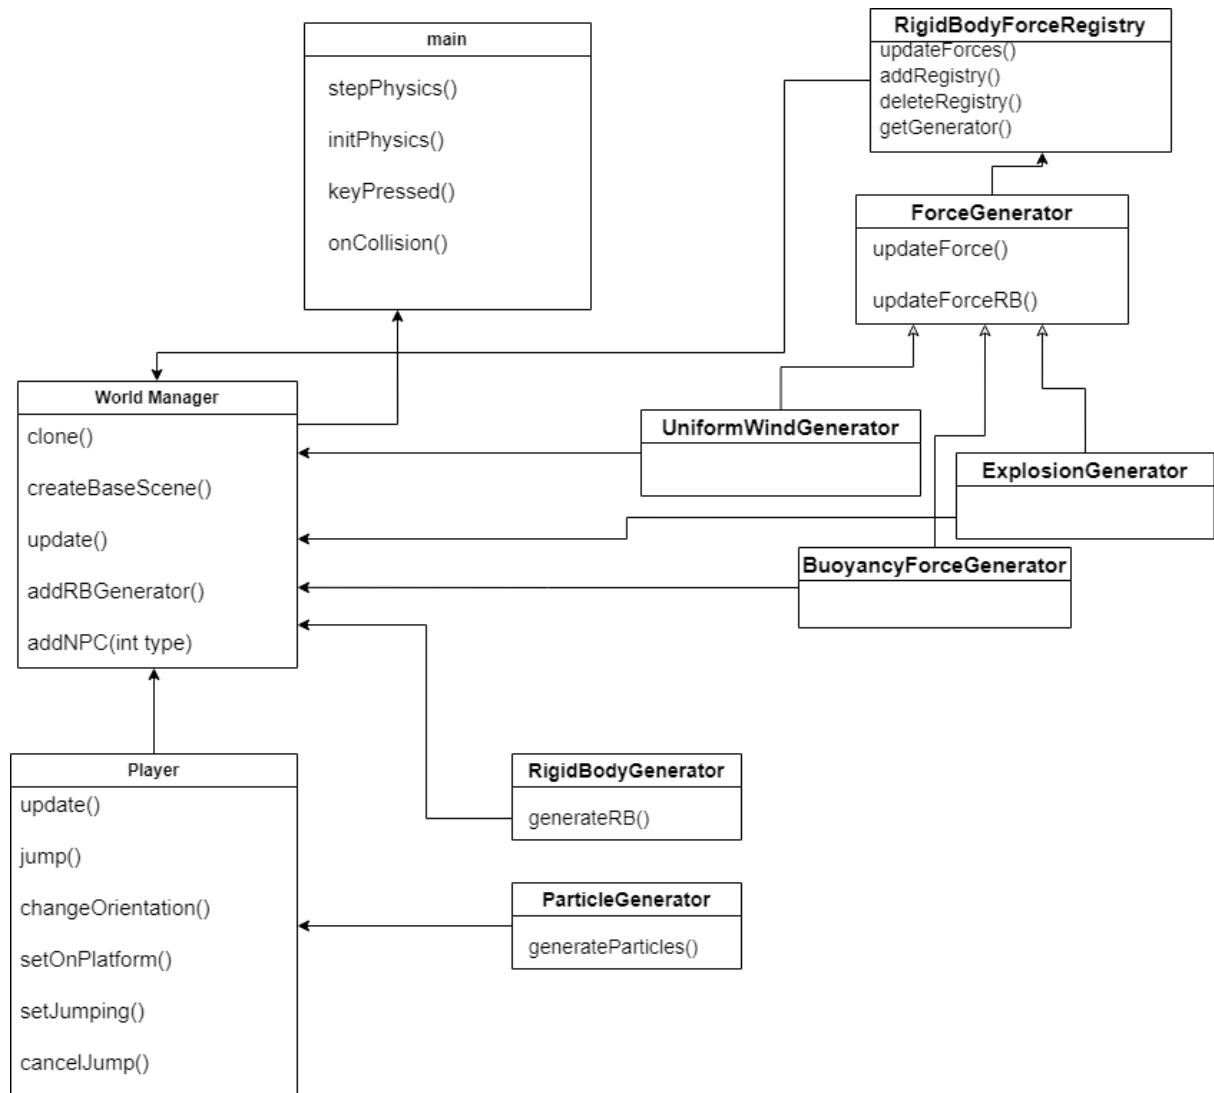 main
stepPhysics()
initPhysics()
keyPressed()
onCollision()
RigidBodyForceRegistry
updateForces()
addRegistry()
deleteRegistry()
getGenerator()
ForceGenerator
updateForce()
updateForceRB()
World Manager
clone()
createBaseScene()
update()
addRBGenerator()
addNPC(int type)
UniformWindGenerator
ExplosionGenerator
BuoyancyForceGenerator
Player
update()
jump()
changeOrientation()
setOnPlatform()
setJumping()
cancelJump()
RigidBodyGenerator
generateRB()
ParticleGenerator
generateParticles()